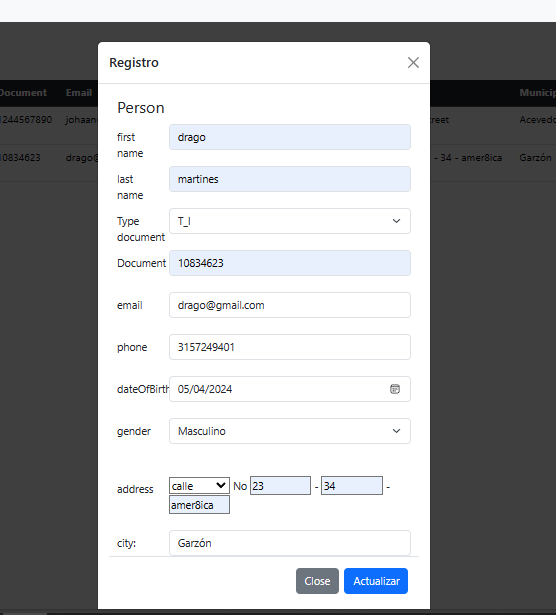 Registro
Document Email Municip
1244567890 johaan treet Acevedo
10834623 drago@ - 34 - amer8ica Garzón
Person
first name drago
last name martines
Type document T_I
Document 10834623
email drago@gmail.com
phone 3157249401
dateOfBirth 05/04/2024
gender Masculino
address calle No 23 - 34 -
amer8ica
city: Garzón
Close Actualizar